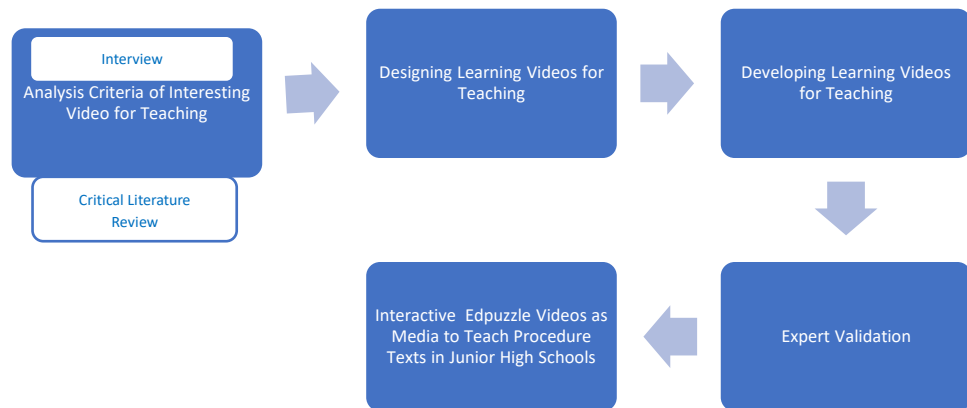 Interview
Analysis Criteria of Interesting
Video for Teaching
Critical Literature
Review
Designing Learning Videos for
Teaching
Developing Learning Videos
for Teaching
Expert Validation
Interactive Edpuzzle Videos as
Media to Teach Procedure
Texts in Junior High Schools